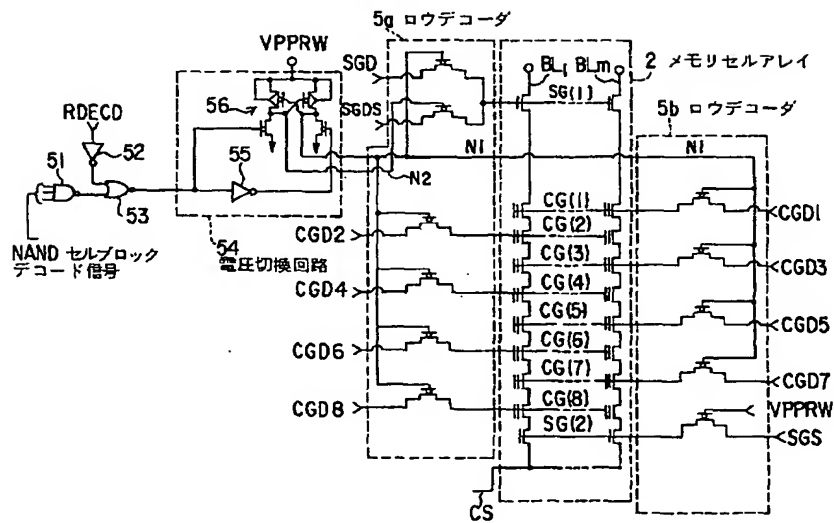 5a ロウデコーダ
VPPRW
SGD
BL1 BLm
2 メモリセルアレイ
56
SG(1)
5b ロウデコーダ
RDECD
SGDS
51
52
55
N1
N1
N2
53
CG(1)
CGD1
CGD2
CG(2)
NAND セルブロック
デコード信号
54
電圧切換回路
CG(3)
CGD3
CGD4
CG(4)
CG(5)
CGD5
CGD6
CG(6)
CG(7)
CGD7
CGD8
CG(8)
VPPRW
SG(2)
SGS
CS